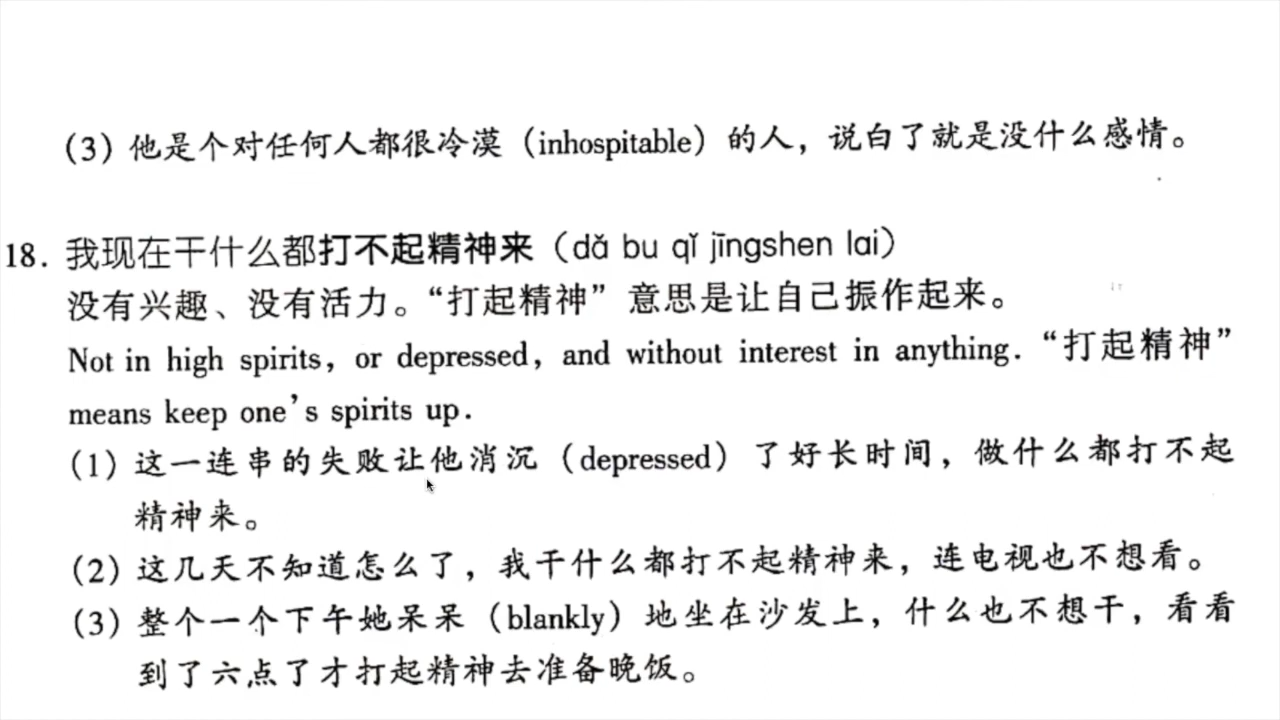 (3) 他是个对任何人都很冷漠（inhospitable）的人，说白了就是没什么感情。
18. 我现在干什么都打不起精神来（dǎ bu qǐ jīngshen lai）
没有兴趣、没有活力。“打起精神”意思是让自己振作起来。
Not in high spirits, or depressed, and without interest in anything. “打起精神”
means keep one's spirits up.
(1) 这一连串的失败让他消沉（depressed）了好长时间，做什么都打不起
精神来。
(2) 这几天不知道怎么了，我干什么都打不起精神来，连电视也不想看。
(3) 整个一个下午她呆呆（blankly）地坐在沙发上，什么也不想干，看看
到了六点了才打起精神去准备晚饭。